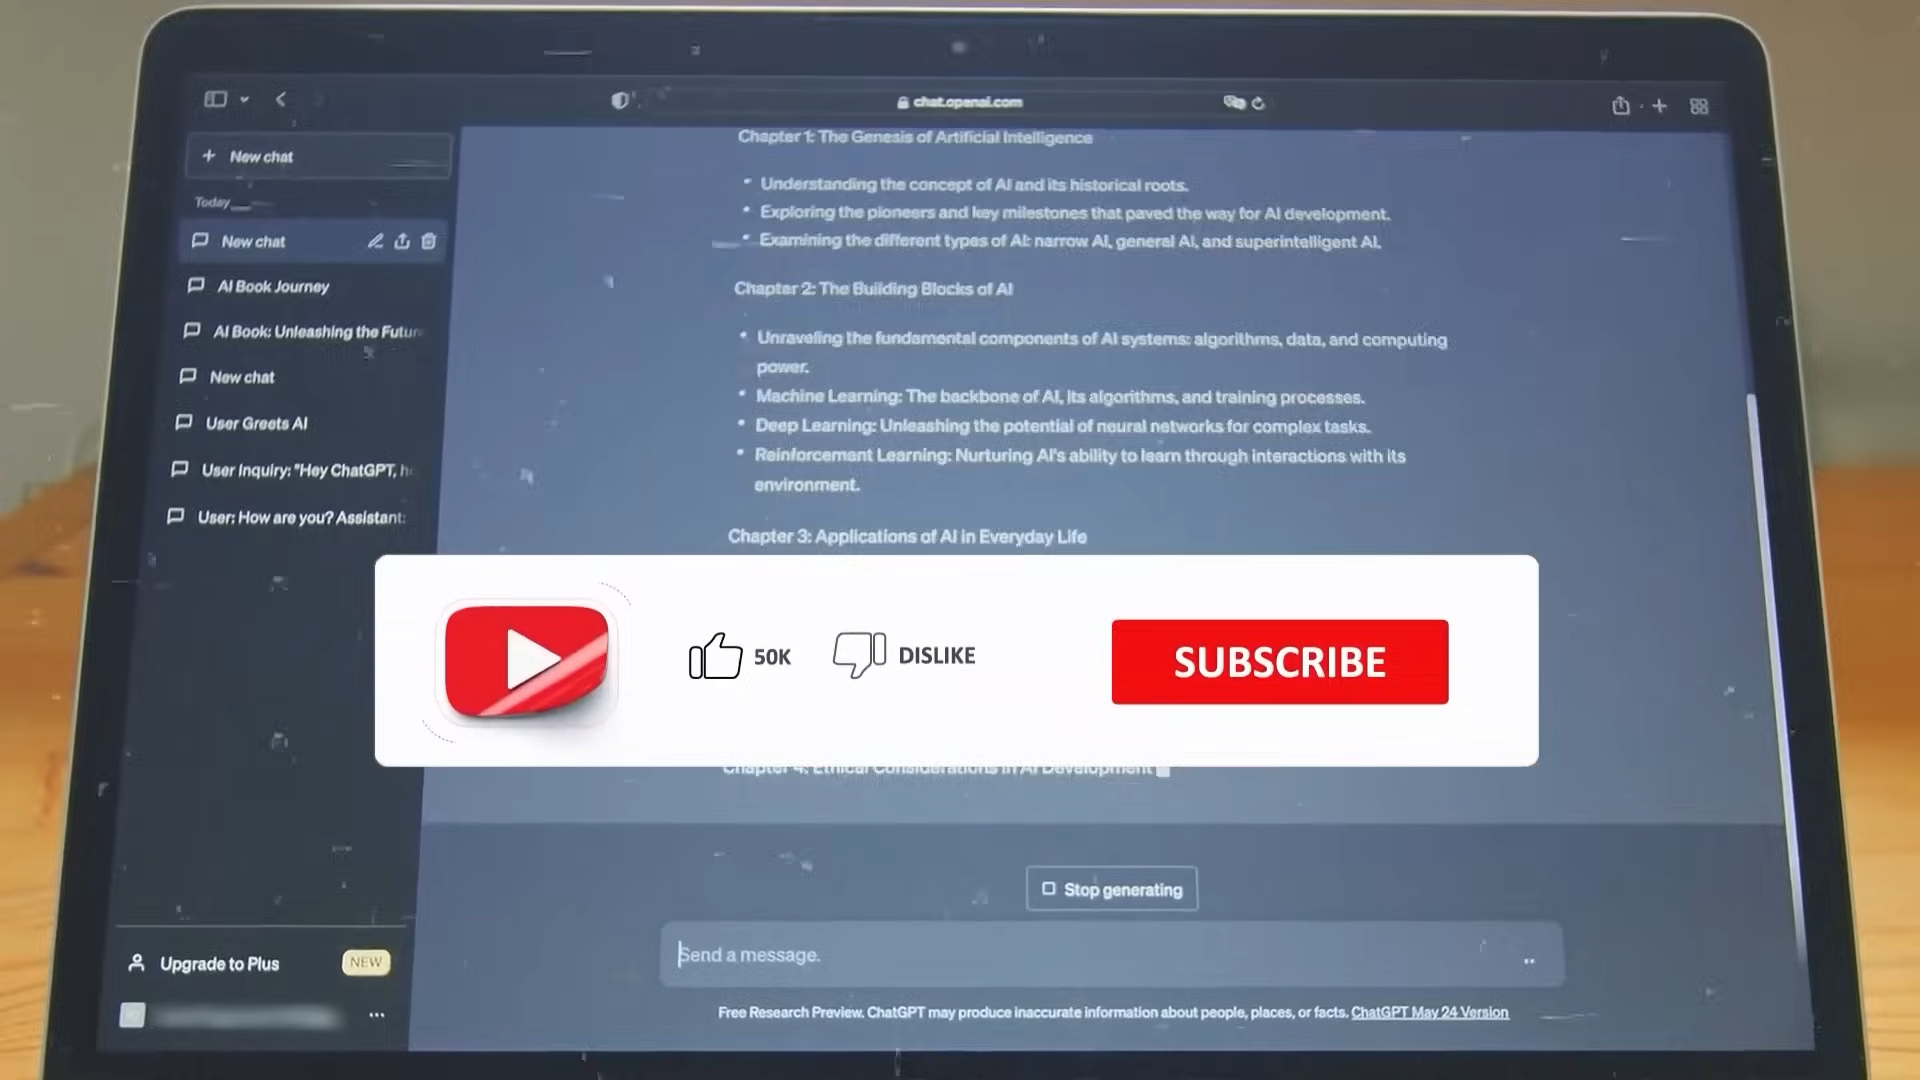 chat.openai.com
New chat
Today
New chat
AI Book Journey
AI Book: Unleashing the Futur
New chat
User Greets AI
User Inquiry: "Hey ChatGPT, h
User: How are you? Assistant:
Upgrade to Plus
NEW
Chapter 1: The Genesis of Artificial Intelligence
• Understanding the concept of AI and its historical roots.
• Exploring the pioneers and key milestones that paved the way for AI development.
• Examining the different types of AI: narrow AI, general AI, and superintelligent AI.
Chapter 2: The Building Blocks of AI
• Unraveling the fundamental components of AI systems: algorithms, data, and computing
power.
• Machine Learning: The backbone of AI, its algorithms, and training processes.
• Deep Learning: Unleashing the potential of neural networks for complex tasks.
• Reinforcement Learning: Nurturing AI's ability to learn through interactions with its
environment.
Chapter 3: Applications of AI in Everyday Life
50K
DISLIKE
SUBSCRIBE
Chapter 4: Ethical Considerations in AI Development
Stop generating
Send a message.
Free Research Preview. ChatGPT may produce inaccurate information about people, places, or facts. ChatGPT May 24 Version